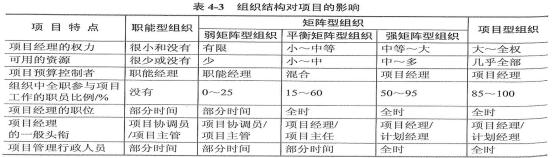 表 4-3 组织结构对项目的影响
项目特点 职能型组织 矩阵型组织 项目型组织
弱矩阵型组织 平衡矩阵型组织 强矩阵型组织
项目经理的权力 很小和没有 有限 小～中等 中等～大 大～全权
可用的资源 很少或没有 少 小～中 中～多 几乎全部
项目预算控制者 职能经理 职能经理 混合 项目经理 项目经理
组织中全职参与项目工作的职员比例/% 没有 0～25 15～60 50～95 85～100
项目经理的职位 部分时间 部分时间 全时 全时 全时
项目经理的一般头衔 项目协调员/项目主管 项目协调员/项目主管 项目经理/项目主任 项目经理/计划经理 项目经理/计划经理
项目管理行政人员 部分时间 部分时间 部分时间 全时 全时